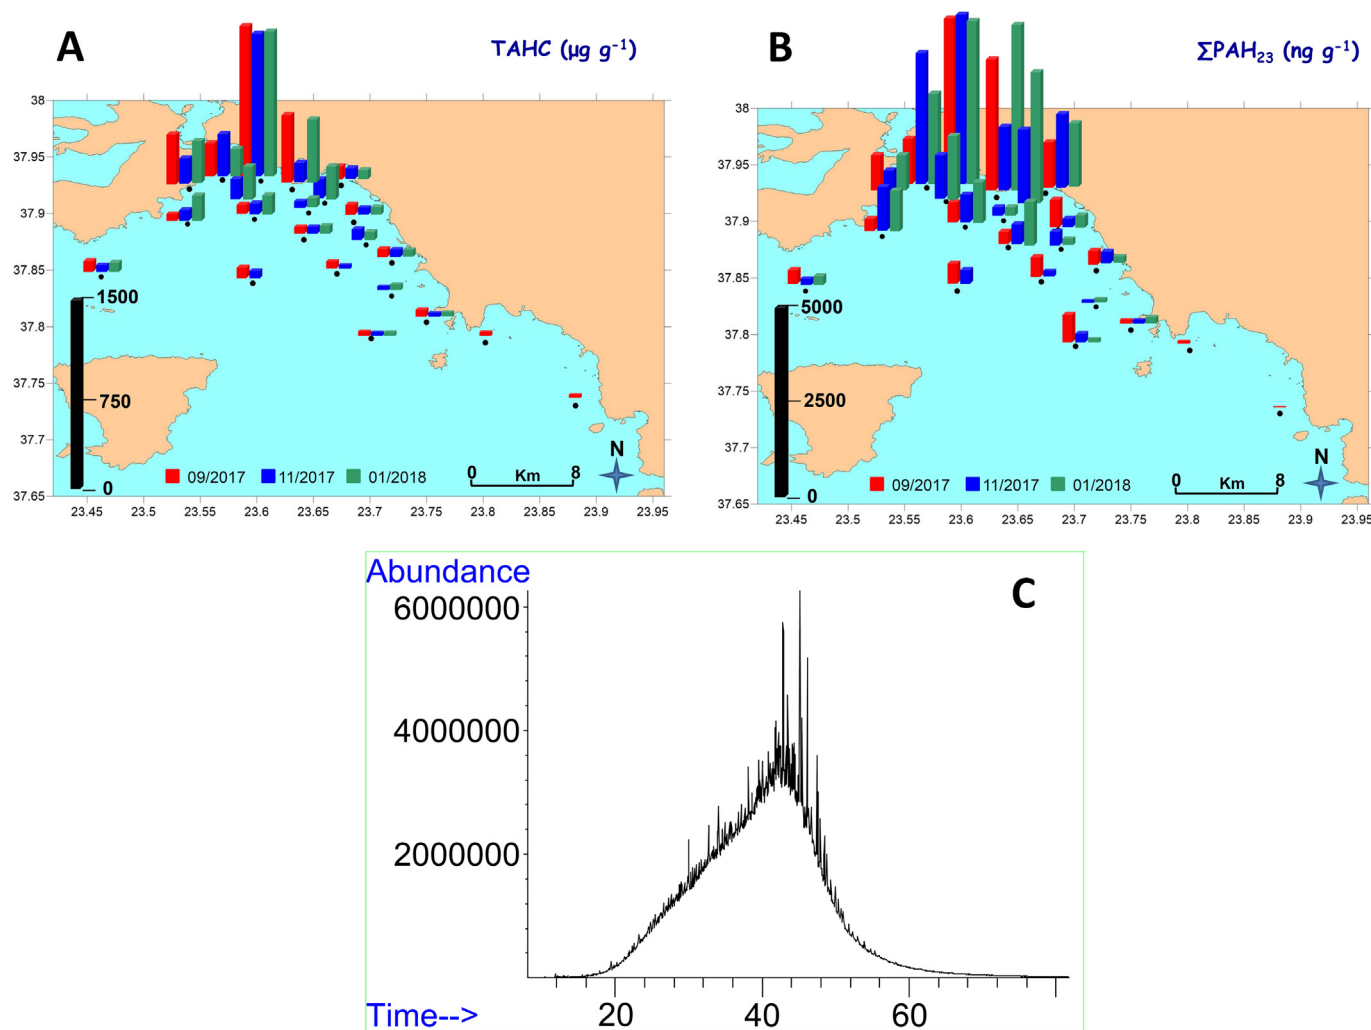 A
TAHC (µg g⁻¹)
38
37.95
37.9
37.85
37.8
37.75
37.7
37.65
1500
750
0
09/2017 11/2017 01/2018
0 Km 8
N
23.45 23.5 23.55 23.6 23.65 23.7 23.75 23.8 23.85 23.9 23.95
B
ΣPAH₂₃ (ng g⁻¹)
38
37.95
37.9
37.85
37.8
37.75
37.7
37.65
5000
2500
0
09/2017 11/2017 01/2018
0 Km 8
N
23.45 23.5 23.55 23.6 23.65 23.7 23.75 23.8 23.85 23.9 23.95
Abundance
C
6000000
4000000
2000000
Time--> 20 40 60